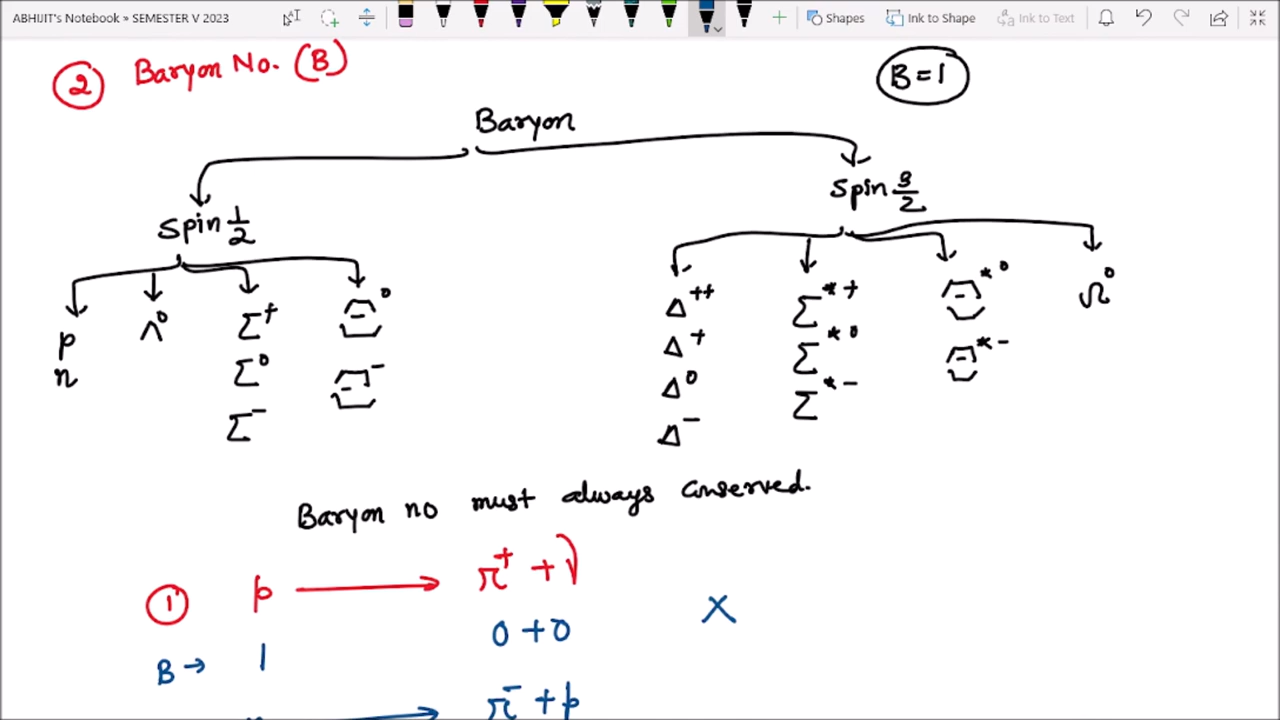 ABHIJIT's Notebook » SEMESTER V 2023
Shapes
Ink to Shape
Ink to Text
② Baryon No. (B)
B=1
Baryon
Spin 1/2
Spin 3/2
p Λ⁰ Σ⁺ Ξ⁰
n Σ⁰ Ξ⁻
Σ⁻
Δ⁺⁺ Σ*⁺ Ξ*⁰ Ω⁰
Δ⁺ Σ*⁰ Ξ*⁻
Δ⁰ Σ*⁻
Δ⁻
Baryon no must always conserved.
① p → π⁺ + ν
B → 1 0 + 0 X
→ π⁻ + p